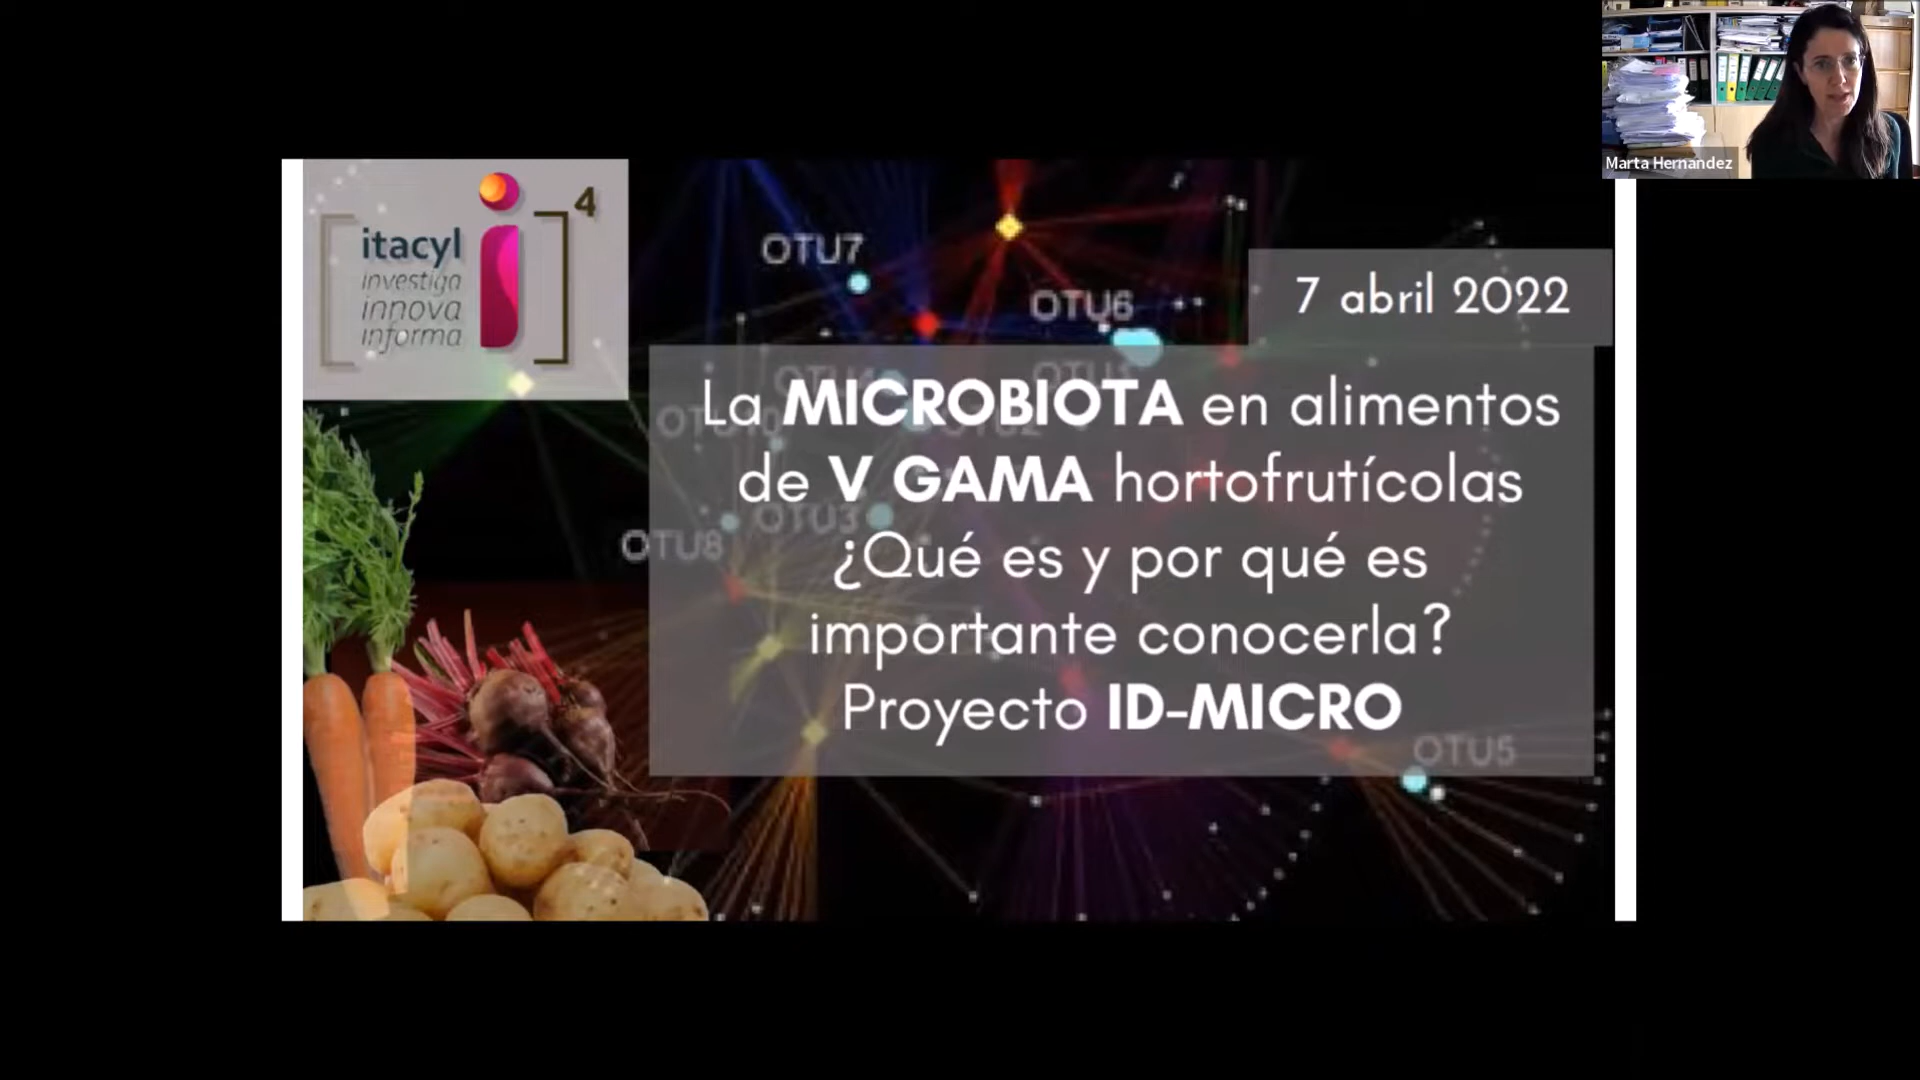 Marta Hernandez
4
itacyl
investiga
innova
informa
OTU7
OTU6
7 abril 2022
La MICROBIOTA en alimentos
de V GAMA hortofrutícolas
¿Qué es y por qué es
importante conocerla?
Proyecto ID-MICRO
OTU3
OTU8
OTU5